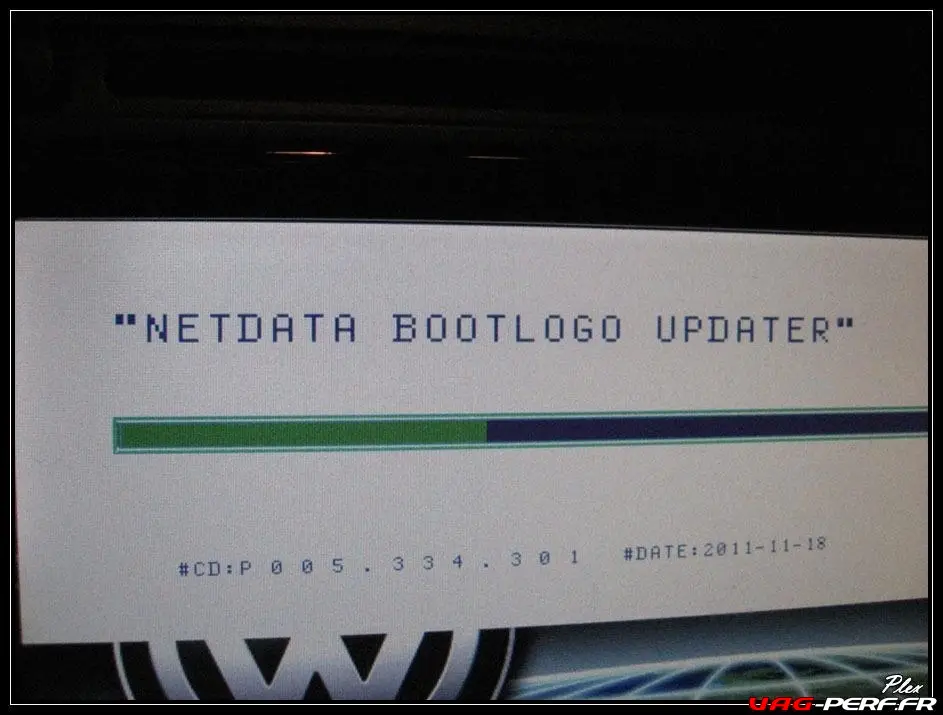 "NETDATA BOOTLOGO UPDATER"
#CD:P 0 0 5 . 3 3 4 . 3 0 1 #DATE:2011-11-18
Plex
VAG-PERF.FR